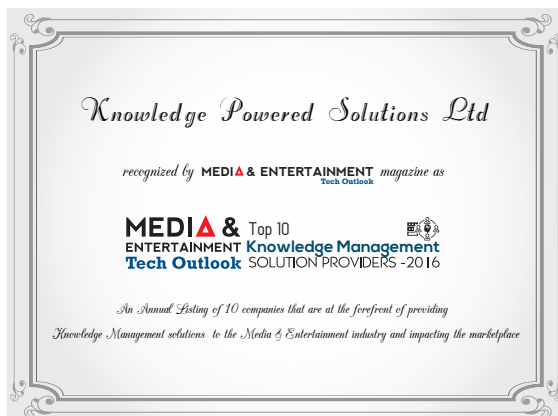 Knowledge Powered Solutions Ltd
recognized by MEDIA & ENTERTAINMENT magazine as
Tech Outlook
MEDIA & Top 10
ENTERTAINMENT Knowledge Management
Tech Outlook SOLUTION PROVIDERS - 2016
An Annual Listing of 10 companies that are at the forefront of providing
Knowledge Management solutions to the Media & Entertainment industry and impacting the marketplace